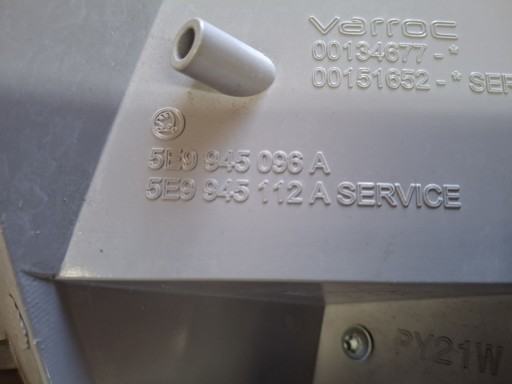 varroc
00134677 - *
00151652 - * SER
5E9 945 096 A
5E9 945 112 A SERVICE
PY21W